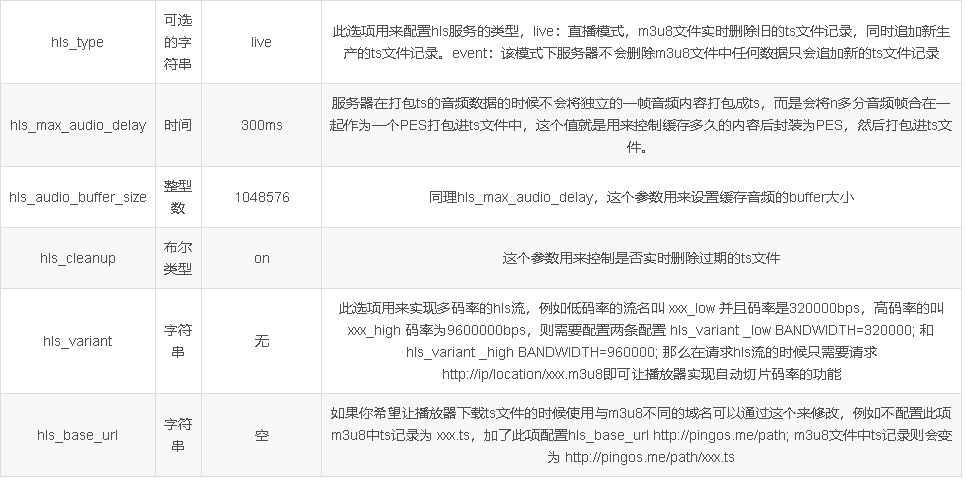 hls_type
可选
的字
符串
live
此选项用来配置hls服务的类型，live：直播模式，m3u8文件实时删除旧的ts文件记录，同时追加新生
产的ts文件记录。event：该模式下服务器不会删除m3u8文件中任何数据只会追加新的ts文件记录
hls_max_audio_delay
时间
300ms
服务器在打包ts的音频数据的时候不会将独立的一帧音频内容打包成ts，而是会将n多分音频帧合在一
起作为一个PES打包进ts文件中，这个值就是用来控制缓存多久的内容后封装为PES，然后打包进ts文
件。
hls_audio_buffer_size
整型
数
1048576
同理hls_max_audio_delay，这个参数用来设置缓存音频的buffer大小
hls_cleanup
布尔
类型
on
这个参数用来控制是否实时删除过期的ts文件
hls_variant
字符
串
无
此选项用来实现多码率的hls流，例如低码率的流名叫 xxx_low 并且码率是320000bps，高码率的叫
xxx_high 码率为9600000bps，则需要配置两条配置 hls_variant _low BANDWIDTH=320000; 和
hls_variant _high BANDWIDTH=960000; 那么在请求hls流的时候只需要请求
http://ip/location/xxx.m3u8即可让播放器实现自动切片码率的功能
hls_base_url
字符
串
空
如果你希望让播放器下载ts文件的时候使用与m3u8不同的域名可以通过这个来修改，例如不配置此项
m3u8中ts记录为 xxx.ts，加了此项配置hls_base_url http://pingos.me/path; m3u8文件中ts记录则会变
为 http://pingos.me/path/xxx.ts